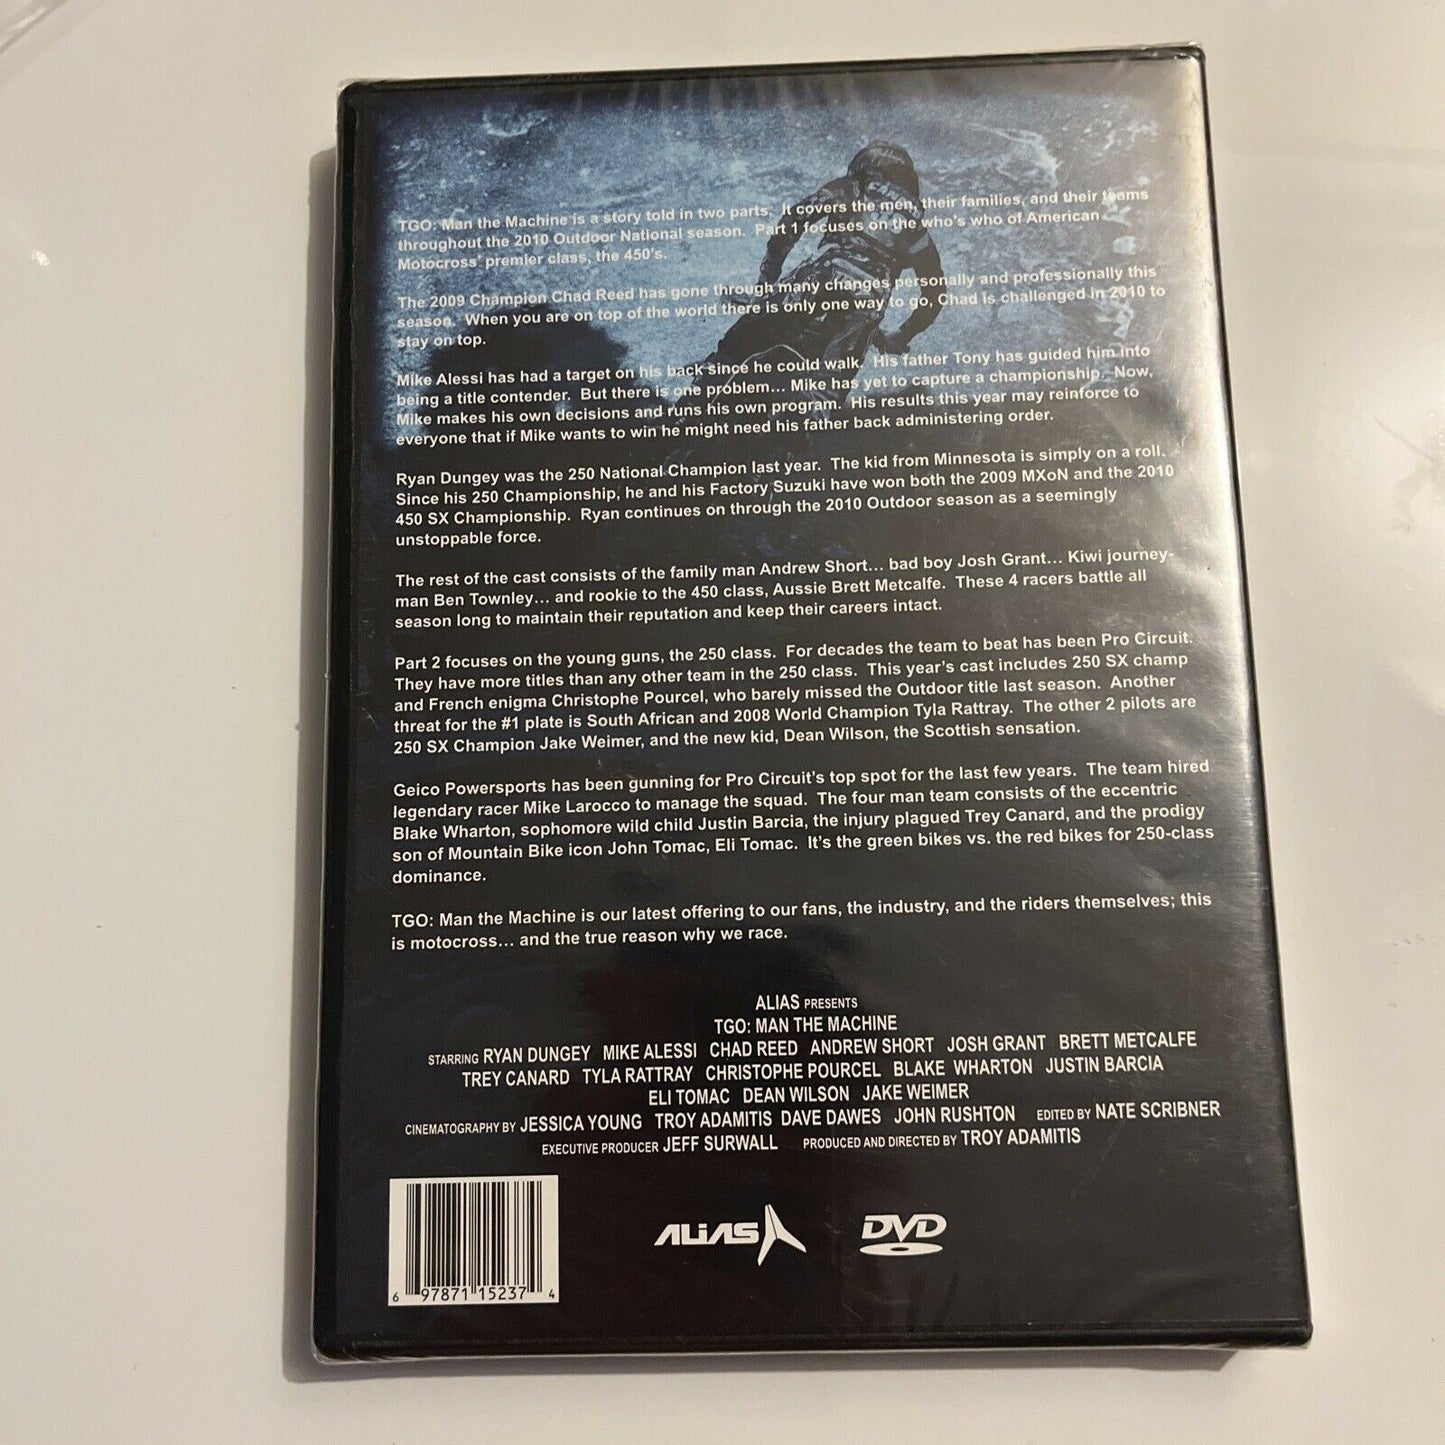 TGO: Man the Machine is a story told in two parts. It covers the men, their families, and their teams
throughout the 2010 Outdoor National season. Part 1 focuses on the who's who of American
Motocross' premier class, the 450's.
The 2009 Champion Chad Reed has gone through many changes personally and professionally this
season. When you are on top of the world there is only one way to go, Chad is challenged in 2010 to
stay on top.
Mike Alessi has had a target on his back since he could walk. His father Tony has guided him into
being a title contender. But there is one problem... Mike has yet to capture a championship. Now,
Mike makes his own decisions and runs his own program. His results this year may reinforce to
everyone that if Mike wants to win he might need his father back administering order.
Ryan Dungey was the 250 National Champion last year. The kid from Minnesota is simply on a roll.
Since his 250 Championship, he and his Factory Suzuki have won both the 2009 MXoN and the 2010
450 SX Championship. Ryan continues on through the 2010 Outdoor season as a seemingly
unstoppable force.
The rest of the cast consists of the family man Andrew Short... bad boy Josh Grant... Kiwi journey-
man Ben Townley... and rookie to the 450 class, Aussie Brett Metcalfe. These 4 racers battle all
season long to maintain their reputation and keep their careers intact.
Part 2 focuses on the young guns, the 250 class. For decades the team to beat has been Pro Circuit.
They have more titles than any other team in the 250 class. This year's cast includes 250 SX champ
and French enigma Christophe Pourcel, who barely missed the Outdoor title last season. Another
threat for the #1 plate is South African and 2008 World Champion Tyla Rattray. The other 2 pilots are
250 SX Champion Jake Weimer, and the new kid, Dean Wilson, the Scottish sensation.
Geico Powersports has been gunning for Pro Circuit's top spot for the last few years. The team hired
legendary racer Mike Larocco to manage the squad. The four man team consists of the eccentric
Blake Wharton, sophomore wild child Justin Barcia, the injury plagued Trey Canard, and the prodigy
son of Mountain Bike icon John Tomac, Eli Tomac. It's the green bikes vs. the red bikes for 250-class
dominance.
TGO: Man the Machine is our latest offering to our fans, the industry, and the riders themselves; this
is motocross... and the true reason why we race.
ALIAS PRESENTS
TGO: MAN THE MACHINE
STARRING RYAN DUNGEY MIKE ALESSI CHAD REED ANDREW SHORT JOSH GRANT BRETT METCALFE
TREY CANARD TYLA RATTRAY CHRISTOPHE POURCEL BLAKE WHARTON JUSTIN BARCIA
ELI TOMAC DEAN WILSON JAKE WEIMER
CINEMATOGRAPHY BY JESSICA YOUNG TROY ADAMITIS DAVE DAWES JOHN RUSHTON EDITED BY NATE SCRIBNER
EXECUTIVE PRODUCER JEFF SURWALL PRODUCED AND DIRECTED BY TROY ADAMITIS
ALIAS DVD
6 97871 15237 4